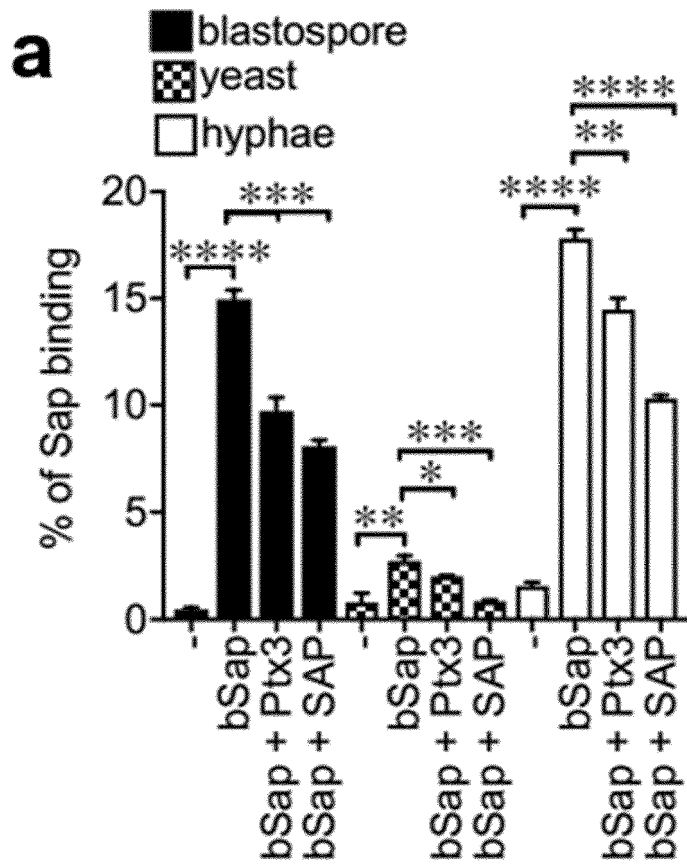 a
blastospore
yeast
hyphae
% of Sap binding
20
15
10
5
0
****
***
**
*
***
****
**
****
-
bSap
bSap + Ptx3
bSap + SAP
-
bSap
bSap + Ptx3
bSap + SAP
-
bSap
bSap + Ptx3
bSap + SAP